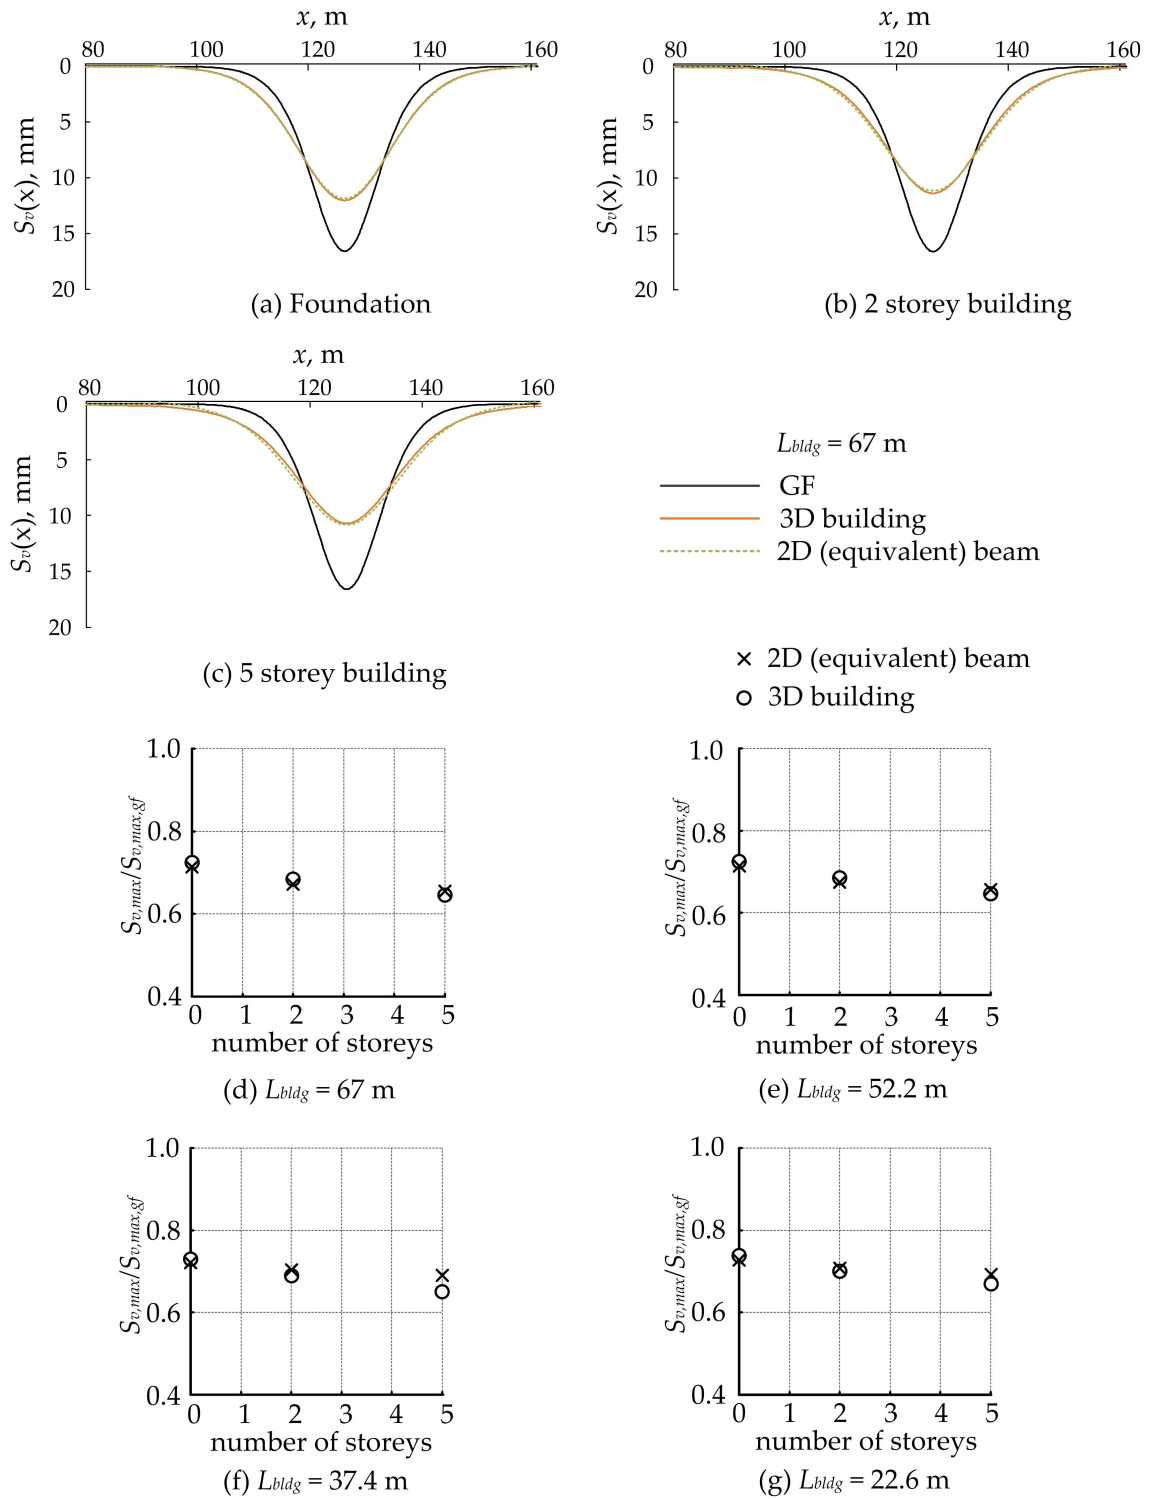 x, m
80 100 120 140 160
0
5
10
15
20
Sv(x), mm
(a) Foundation
x, m
80 100 120 140 160
0
5
10
15
20
Sv(x), mm
(b) 2 storey building
x, m
80 100 120 140 160
0
5
10
15
20
Sv(x), mm
(c) 5 storey building
Lbldg = 67 m
GF
3D building
2D (equivalent) beam
2D (equivalent) beam
3D building
1.0
0.8
0.6
0.4
Sv,max/Sv,max,gf
0 1 2 3 4 5
number of storeys
(d) Lbldg = 67 m
1.0
0.8
0.6
0.4
Sv,max/Sv,max,gf
0 1 2 3 4 5
number of storeys
(e) Lbldg = 52.2 m
1.0
0.8
0.6
0.4
Sv,max/Sv,max,gf
0 1 2 3 4 5
number of storeys
(f) Lbldg = 37.4 m
1.0
0.8
0.6
0.4
Sv,max/Sv,max,gf
0 1 2 3 4 5
number of storeys
(g) Lbldg = 22.6 m